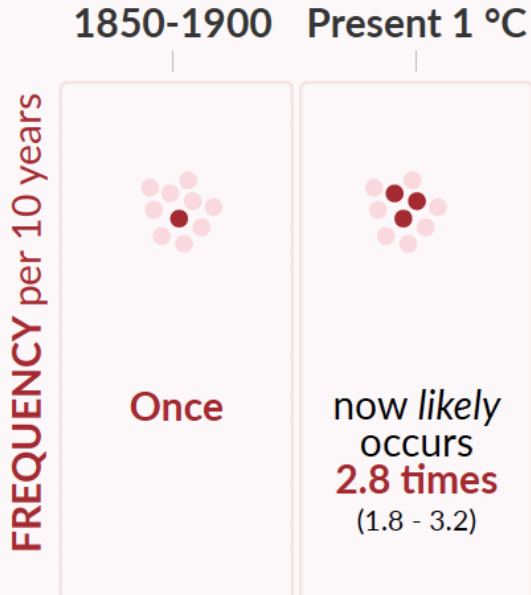 1850-1900
Present 1 °C
FREQUENCY per 10 years
Once
now likely
occurs
2.8 times
(1.8 - 3.2)